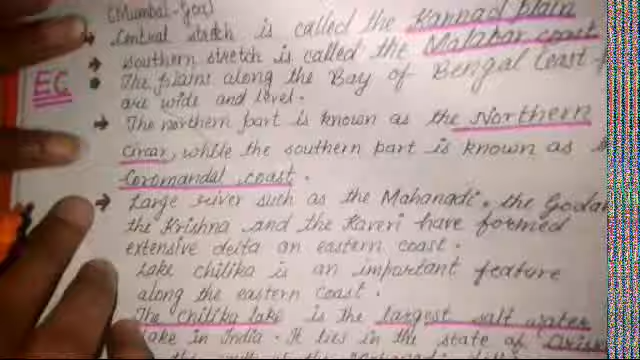 (Mumbai-Goa)
→ Central stretch is called the Kannad plain
→ Southern stretch is called the Malabar coast
EC • The plains along the Bay of Bengal Coast
are wide and level.
→ The northern part is known as the Northern
Circar, while the southern part is known as
Coromandal coast.
→ Large river such as the Mahanadi, the Godav
the Krishna and the Kaveri have formed
extensive delta an eastern coast.
Lake chilika is an important feature
along the eastern coast.
The chilika lake is the largest salt water
lake in India. It lies in the state of